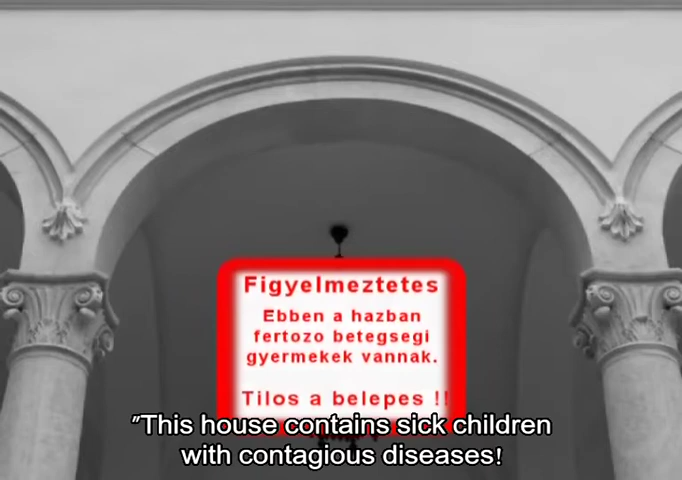 Figyelmeztetes
Ebben a hazban
fertozo betegsegi
gyermekek vannak.
Tilos a belepes !!
"This house contains sick children
with contagious diseases!